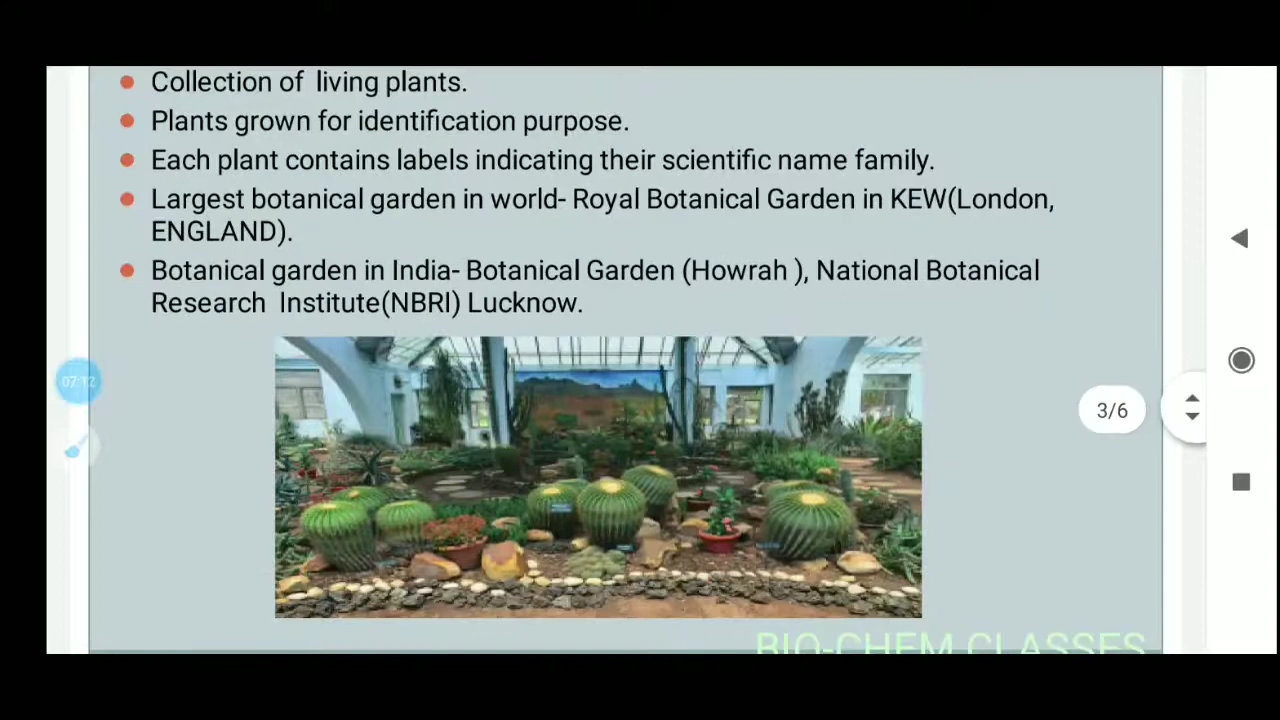 Collection of living plants.
Plants grown for identification purpose.
Each plant contains labels indicating their scientific name family.
Largest botanical garden in world- Royal Botanical Garden in KEW(London,
ENGLAND).
Botanical garden in India- Botanical Garden (Howrah ), National Botanical
Research Institute(NBRI) Lucknow.
07:12
3/6
BIO-CHEM CLASSES